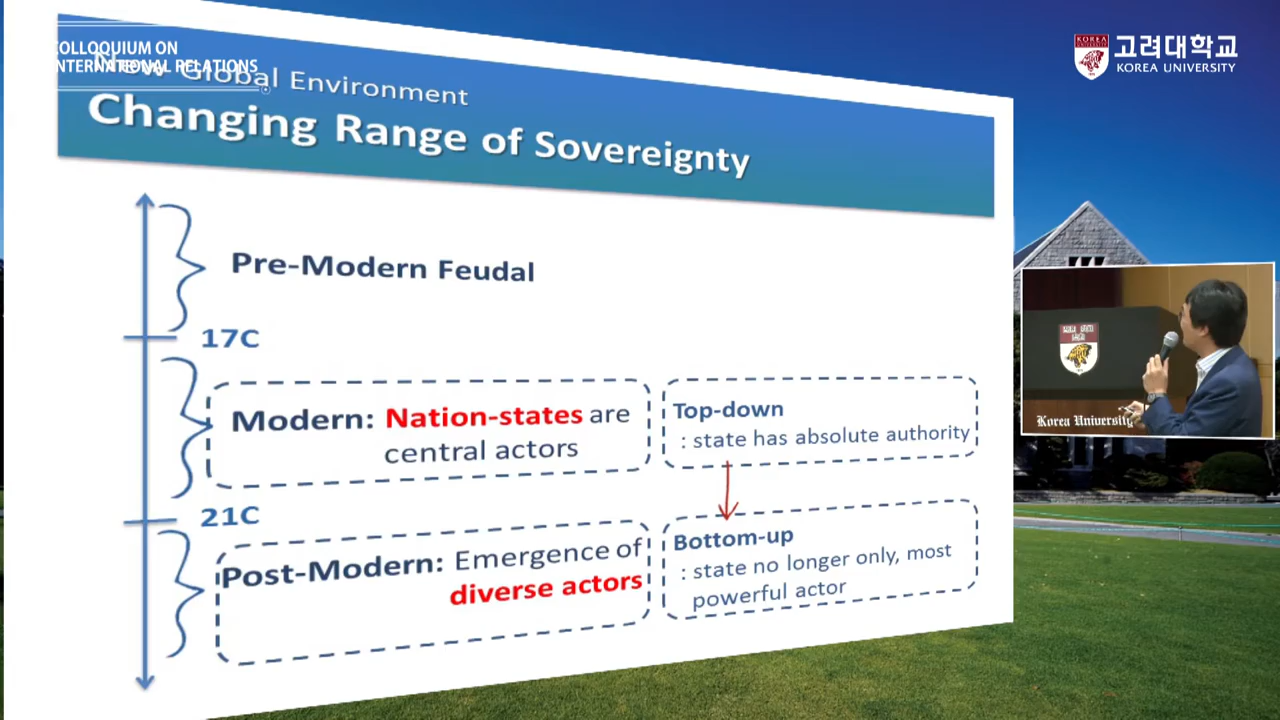 COLLOQUIUM ON
INTERNATIONAL RELATIONS
New Global Environment
Changing Range of Sovereignty
고려대학교
KOREA UNIVERSITY
KOREA
Pre-Modern Feudal
17C
Modern: Nation-states are
central actors
Top-down
: state has absolute authority
21C
Post-Modern: Emergence of
diverse actors
Bottom-up
: state no longer only, most
powerful actor
Korea University